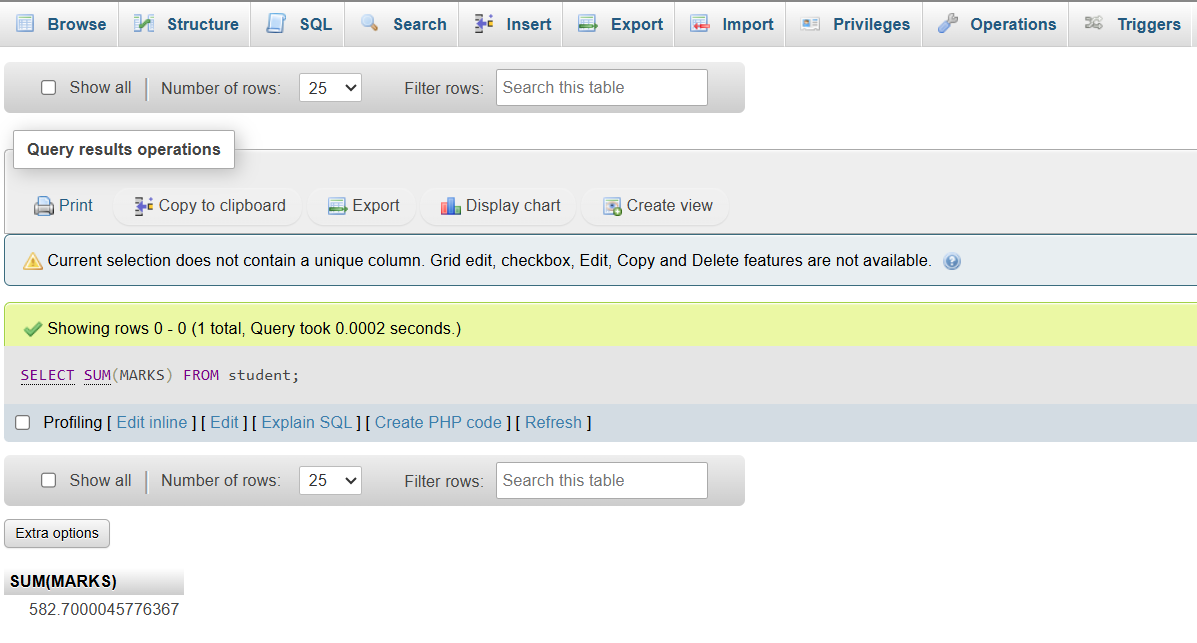 Browse Structure SQL Search Insert Export Import Privileges Operations Triggers
Show all Number of rows: 25 Filter rows: Search this table
Query results operations
Print Copy to clipboard Export Display chart Create view
Current selection does not contain a unique column. Grid edit, checkbox, Edit, Copy and Delete features are not available.
Showing rows 0 - 0 (1 total, Query took 0.0002 seconds.)
SELECT SUM(MARKS) FROM student;
Profiling [ Edit inline ] [ Edit ] [ Explain SQL ] [ Create PHP code ] [ Refresh ]
Show all Number of rows: 25 Filter rows: Search this table
Extra options
SUM(MARKS)
582.7000045776367